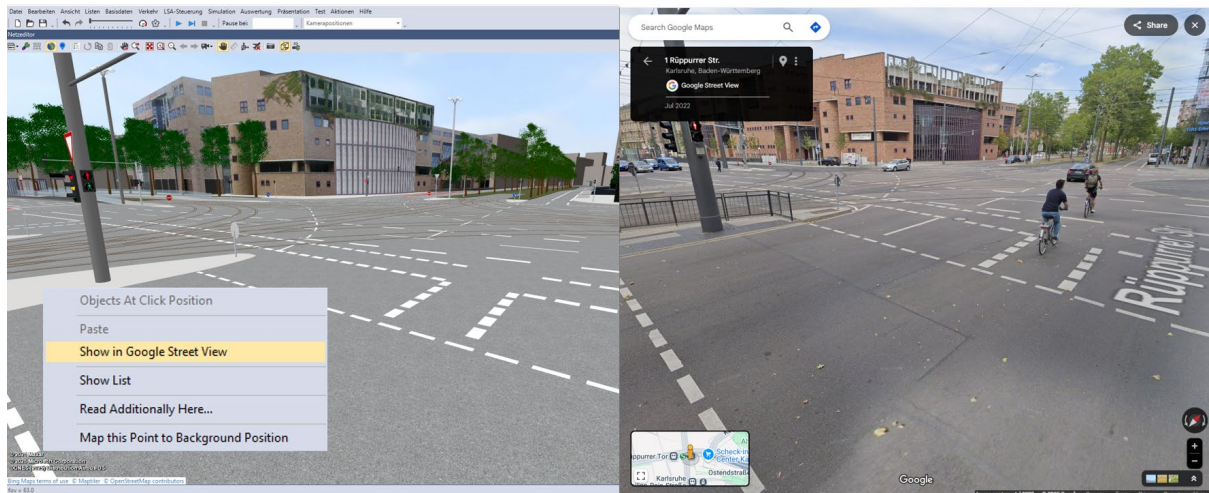 Datei Bearbeiten Ansicht Listen Basisdaten Verkehr LSA-Steuerung Simulation Auswertung Präsentation Test Aktionen Hilfe
Pause bei:
Kamerapositionen
Netzeditor
Objects At Click Position
Paste
Show in Google Street View
Show List
Read Additionally Here...
Map this Point to Background Position
Bing Maps terms of use © Maptiler © OpenStreetMap contributors
Search Google Maps
Share
1 Rüppurrer Str.
Karlsruhe, Baden-Württemberg
Google Street View
Jul 2022
Rüppurrer Str
ppurrer Tor
Scheck-in
Center Ka
Ostendstraß
Karlsruhe
Google